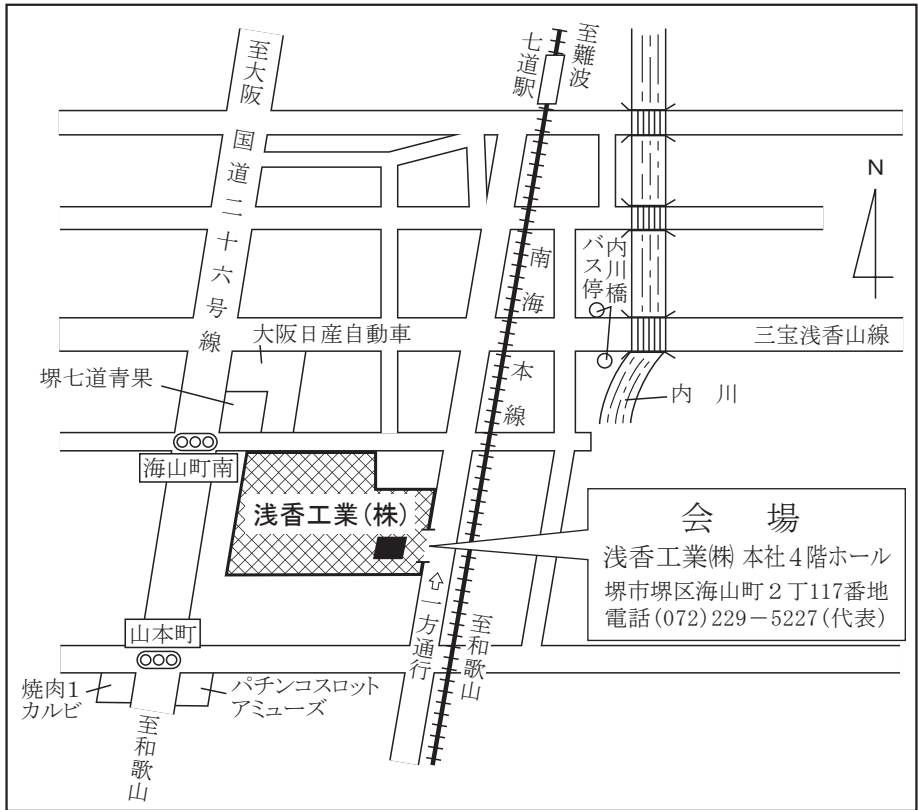 至難波
七道駅
至大阪
国道二十六号線
N
南海本線
内川橋
バス停
大阪日産自動車
三宝浅香山線
堺七道青果
内　川
海山町南
浅香工業(株)
会　場
浅香工業㈱ 本社4階ホール
堺市堺区海山町2丁117番地
電話(072)229－5227(代表)
⇧一方通行
至和歌山
山本町
焼肉1
カルビ
パチンコスロット
アミューズ
至和歌山